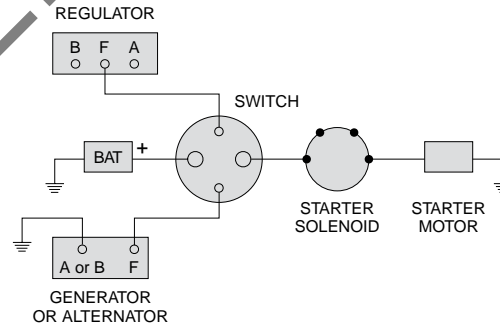 REGULATOR
B F A
SWITCH
BAT +
STARTER
SOLENOID
STARTER
MOTOR
A or B F
GENERATOR
OR ALTERNATOR